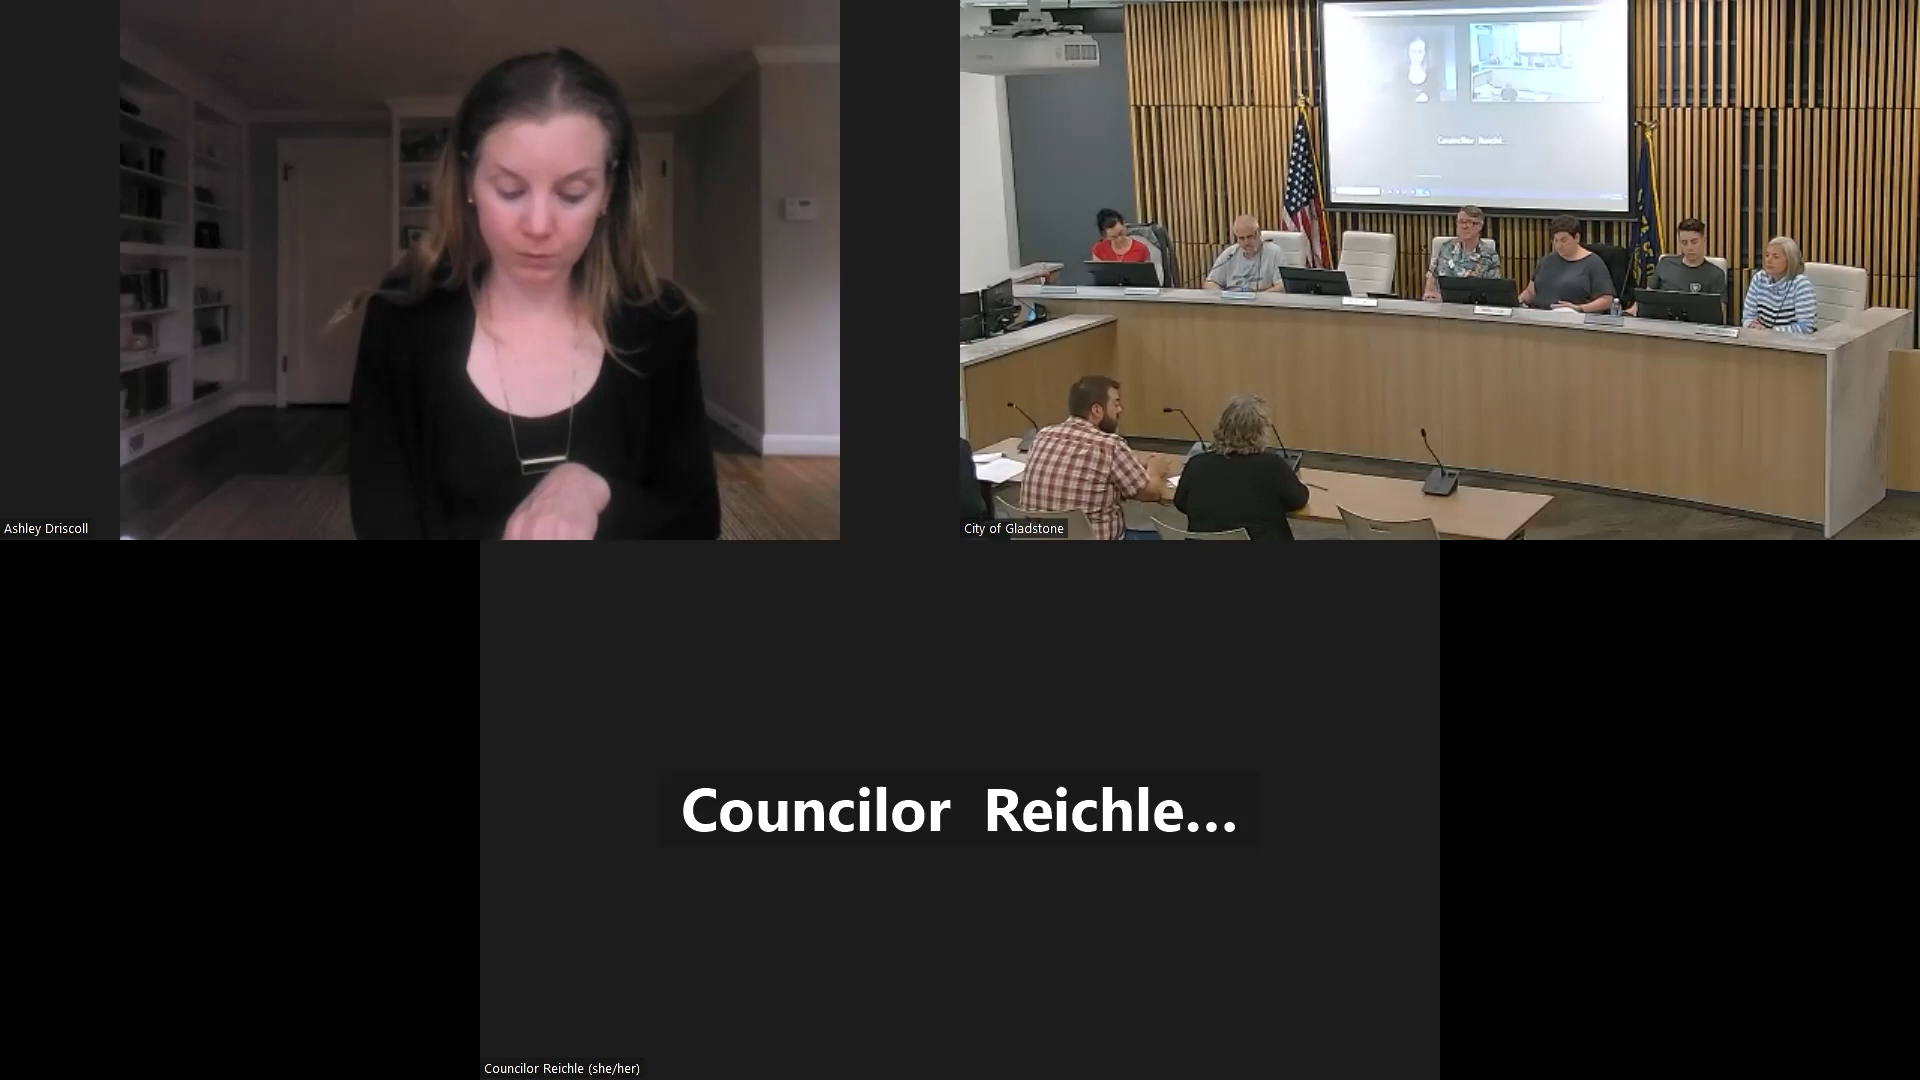 Ashley Driscoll
City of Gladstone
Councilor Reichle...
Councilor Reichle (she/her)